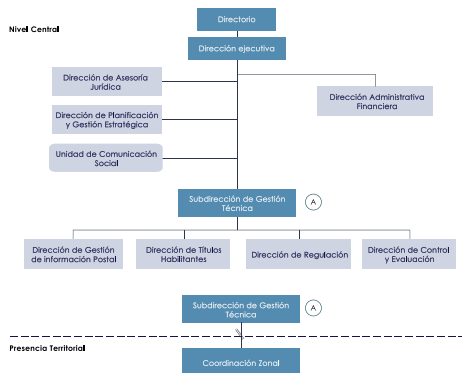 Nivel Central
Directorio
Dirección ejecutiva
Dirección de Asesoría
Jurídica
Dirección Administrativa
Financiera
Dirección de Planificación
y Gestión Estratégica
Unidad de Comunicación
Social
Subdirección de Gestión
Técnica
A
Dirección de Gestión
de información Postal
Dirección de Títulos
Habilitantes
Dirección de Regulación
Dirección de Control
y Evaluación
Subdirección de Gestión
Técnica
A
Presencia Territorial
Coordinación Zonal